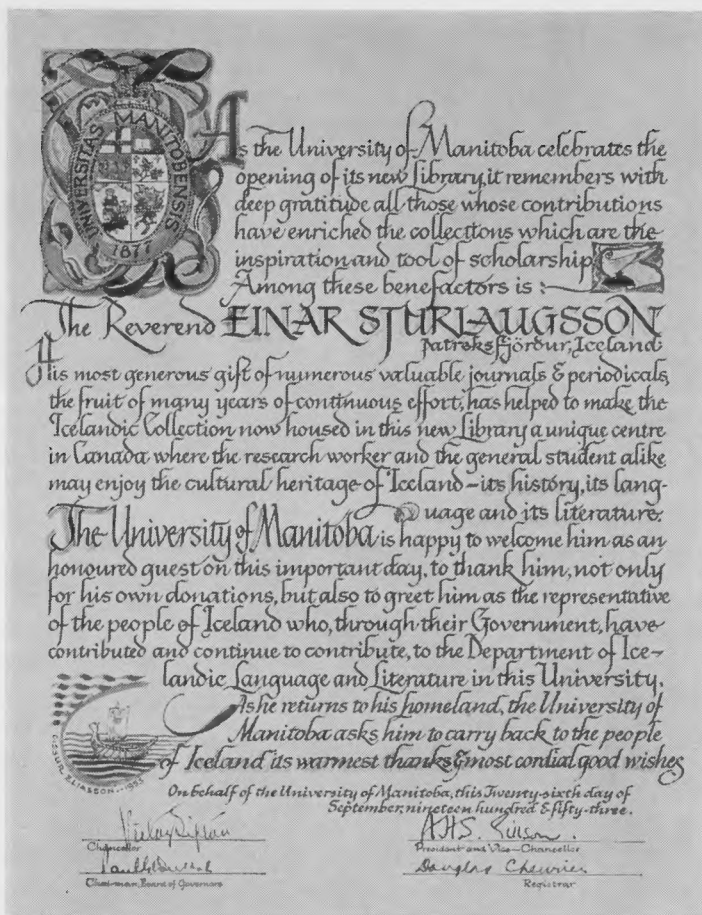 UNIVERSITAS MANITOBENSIS
1877
As the University of Manitoba celebrates the
opening of its new Library, it remembers with
deep gratitude all those whose contributions
have enriched the collections which are the
inspiration and tool of scholarship.
Among these benefactors is:
The Reverend EINAR STURLAUGSSON
Patreksfjördur, Iceland.
His most generous gift of numerous valuable journals & periodicals,
the fruit of many years of continuous effort, has helped to make the
Icelandic Collection now housed in this new Library a unique centre
in Canada where the research worker and the general student alike
may enjoy the cultural heritage of Iceland – its history, its lang-
uage and its literature.
The University of Manitoba is happy to welcome him as an
honoured guest on this important day, to thank him, not only
for his own donations, but also to greet him as the representative
of the people of Iceland who, through their Government, have
contributed and continue to contribute, to the Department of Ice-
landic Language and Literature in this University.
As he returns to his homeland, the University of
Manitoba asks him to carry back to the people
of Iceland its warmest thanks & most cordial good wishes
ELIASSON · 1953
On behalf of the University of Manitoba, this Twenty-sixth day of
September, nineteen hundred & fifty-three.
Victor Sifton
A.H.S.
Chancellor
President and Vice-Chancellor
Douglas Chevrier
Chairman, Board of Governors
Registrar